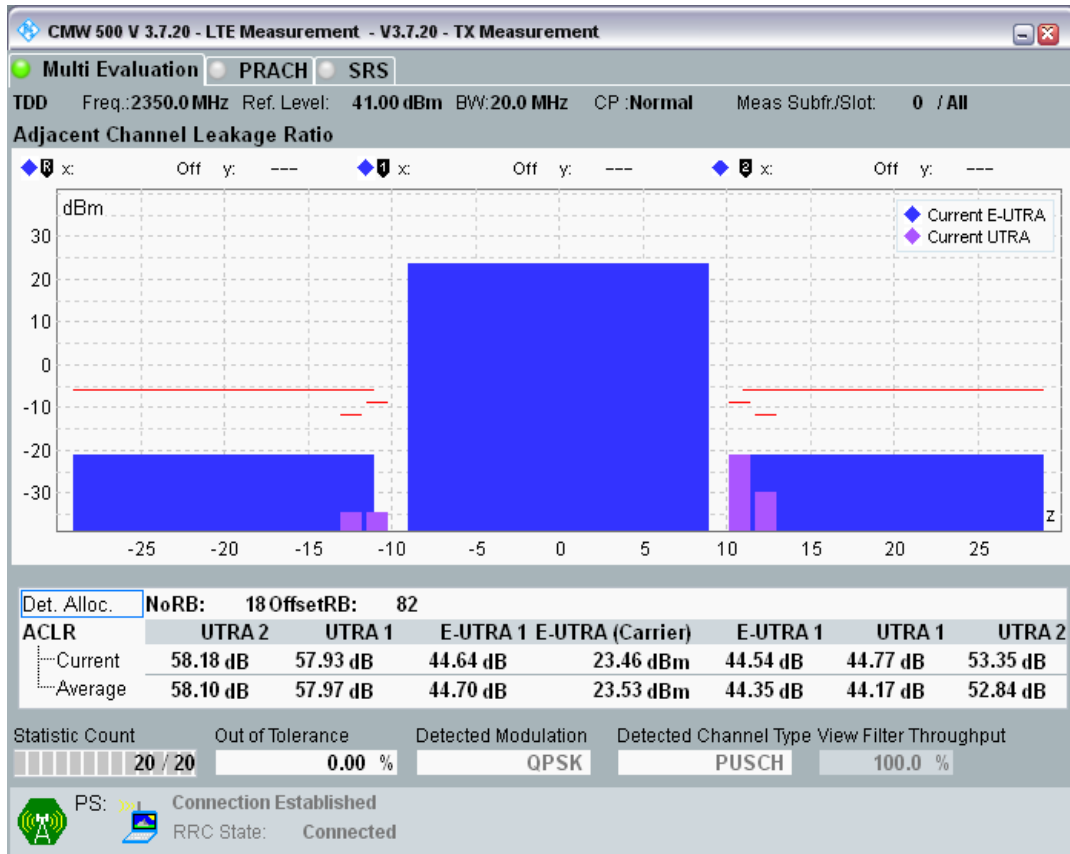 CMW 500 V 3.7.20 - LTE Measurement - V3.7.20 - TX Measurement
Multi Evaluation PRACH SRS
TDD Freq.:2350.0 MHz Ref. Level: 41.00 dBm BW:20.0 MHz CP :Normal Meas Subfr./Slot: 0 / All
Adjacent Channel Leakage Ratio
R x: Off y: --- 1 x: Off y: --- 2 x: Off y: ---
dBm
Current E-UTRA
Current UTRA
30
20
10
0
-10
-20
-30
z
-25 -20 -15 -10 -5 0 5 10 15 20 25
Det. Alloc. NoRB: 18 OffsetRB: 82
ACLR UTRA 2 UTRA 1 E-UTRA 1 E-UTRA (Carrier) E-UTRA 1 UTRA 1 UTRA 2
Current 58.18 dB 57.93 dB 44.64 dB 23.46 dBm 44.54 dB 44.77 dB 53.35 dB
Average 58.10 dB 57.97 dB 44.70 dB 23.53 dBm 44.35 dB 44.17 dB 52.84 dB
Statistic Count Out of Tolerance Detected Modulation Detected Channel Type View Filter Throughput
20 / 20 0.00 % QPSK PUSCH 100.0 %
PS: Connection Established
RRC State: Connected